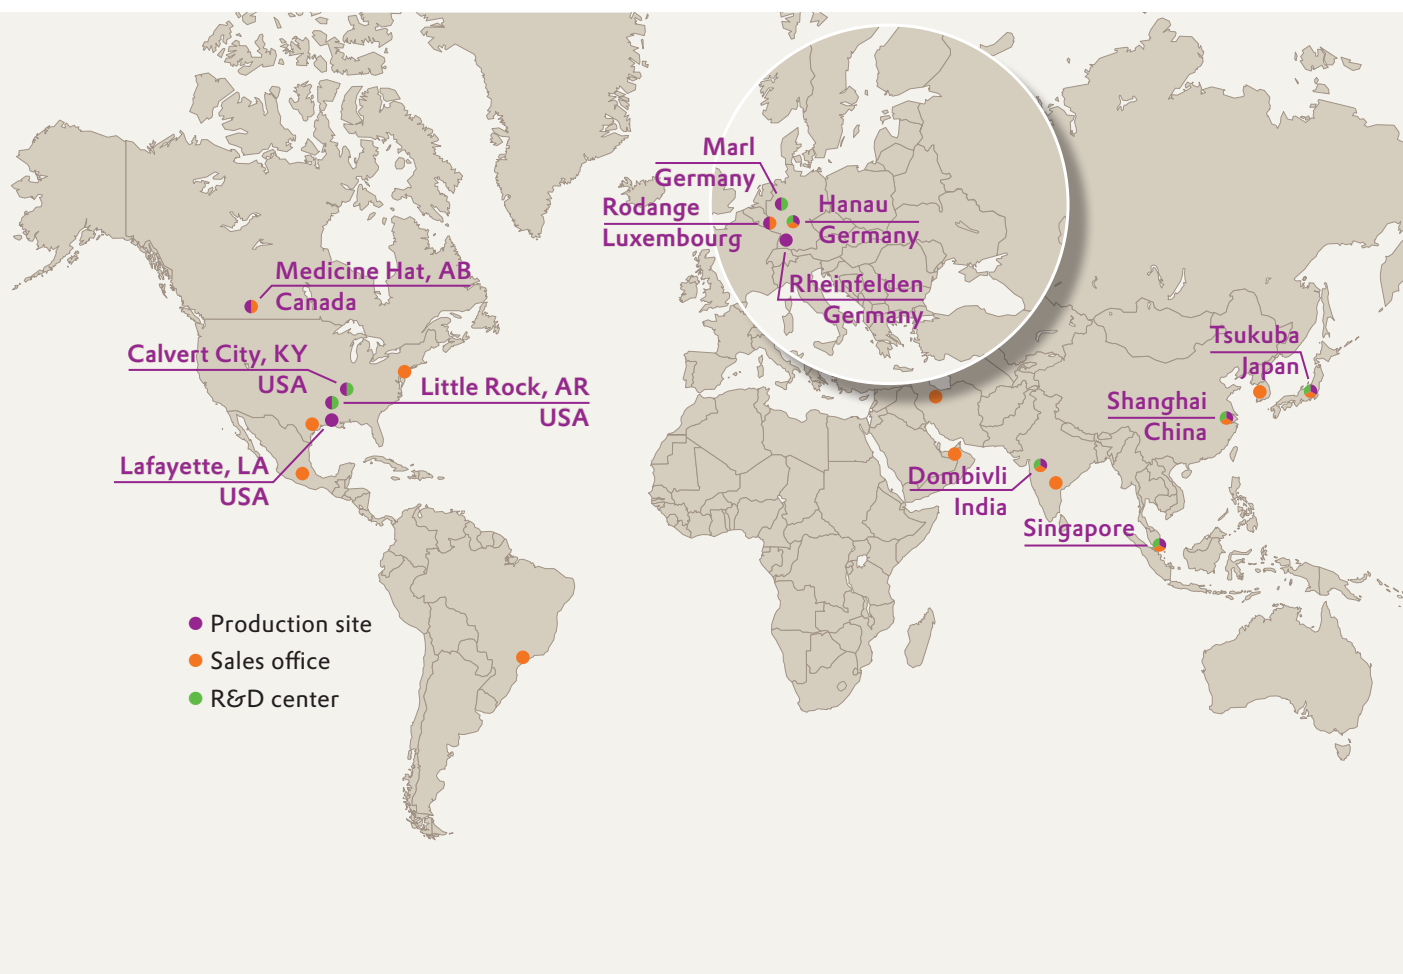 Marl
Germany
Rodange
Luxembourg
Hanau
Germany
Rheinfelden
Germany
Medicine Hat, AB
Canada
Calvert City, KY
USA
Little Rock, AR
USA
Lafayette, LA
USA
Tsukuba
Japan
Shanghai
China
Dombivli
India
Singapore
Production site
Sales office
R&D center